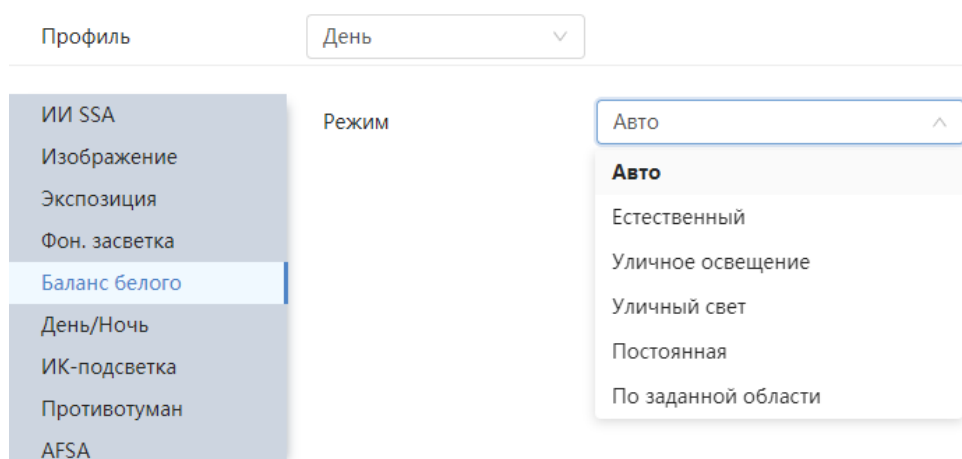 Профиль
День
ИИ SSA
Изображение
Экспозиция
Фон. засветка
Баланс белого
День/Ночь
ИК-подсветка
Противотуман
AFSA
Режим
Авто
Авто
Естественный
Уличное освещение
Уличный свет
Постоянная
По заданной области